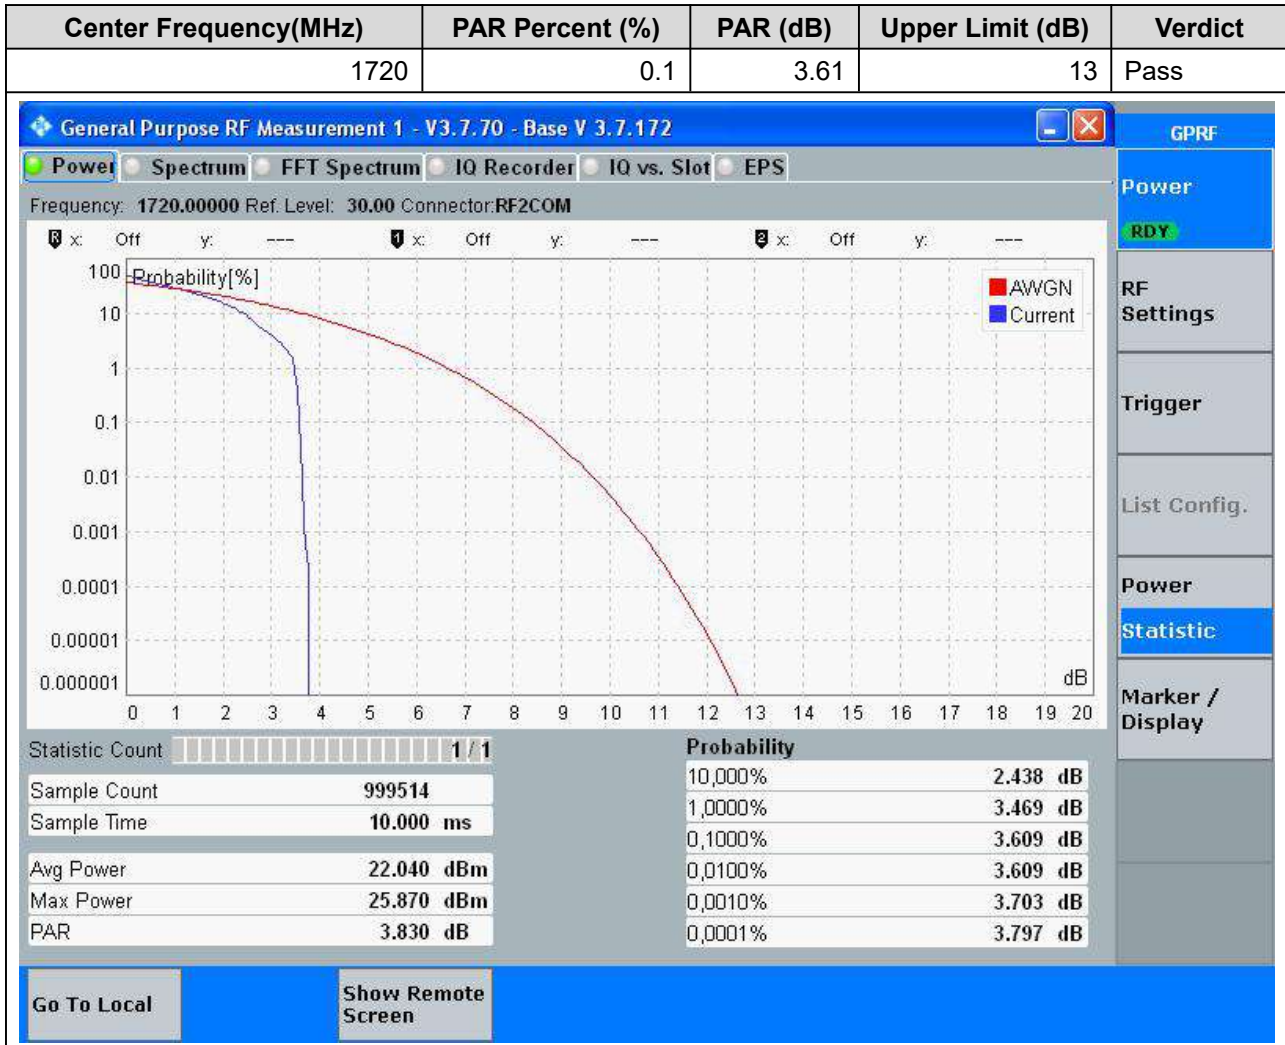 Center Frequency(MHz) PAR Percent (%) PAR (dB) Upper Limit (dB) Verdict
1720 0.1 3.61 13 Pass
General Purpose RF Measurement 1 - V3.7.70 - Base V 3.7.172
GPRF
Power Spectrum FFT Spectrum IQ Recorder IQ vs. Slot EPS
Frequency: 1720.00000 Ref. Level: 30.00 Connector:RF2COM
R x: Off y: --- 1 x: Off y: --- 2 x: Off y: ---
Probability[%]
AWGN
Current
100
10
1
0.1
0.01
0.001
0.0001
0.00001
0.000001
dB
0 1 2 3 4 5 6 7 8 9 10 11 12 13 14 15 16 17 18 19 20
Statistic Count 1 / 1
Sample Count 999514
Sample Time 10.000 ms
Avg Power 22.040 dBm
Max Power 25.870 dBm
PAR 3.830 dB
Probability
10,000% 2.438 dB
1,0000% 3.469 dB
0,1000% 3.609 dB
0,0100% 3.609 dB
0,0010% 3.703 dB
0,0001% 3.797 dB
Power
RDY
RF
Settings
Trigger
List Config.
Power
Statistic
Marker /
Display
Go To Local
Show Remote
Screen